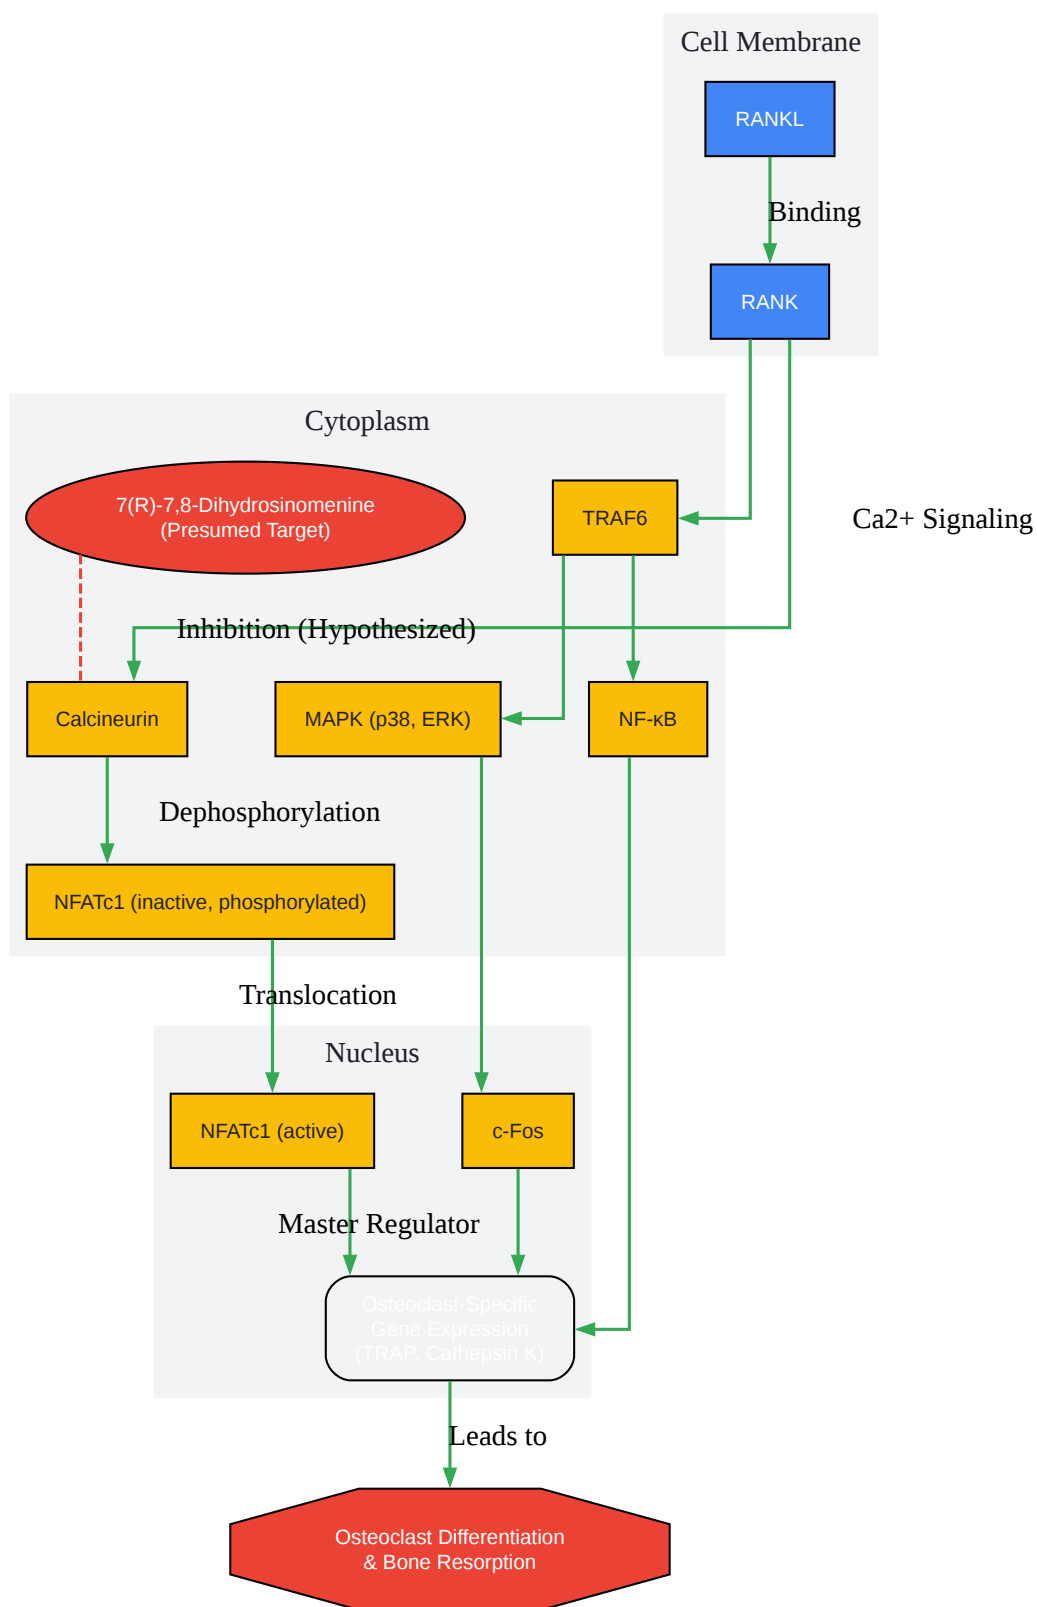 Cell Membrane
RANKL
Binding
RANK
Cytoplasm
7(R)-7,8-Dihydrosinomenine
(Presumed Target)
TRAF6
Ca2+ Signaling
Inhibition (Hypothesized)
Calcineurin
MAPK (p38, ERK)
NF-κB
Dephosphorylation
NFATc1 (inactive, phosphorylated)
Translocation
Nucleus
NFATc1 (active)
c-Fos
Master Regulator
Osteoclast-Specific
Gene Expression
(TRAP, Cathepsin K)
Leads to
Osteoclast Differentiation
& Bone Resorption